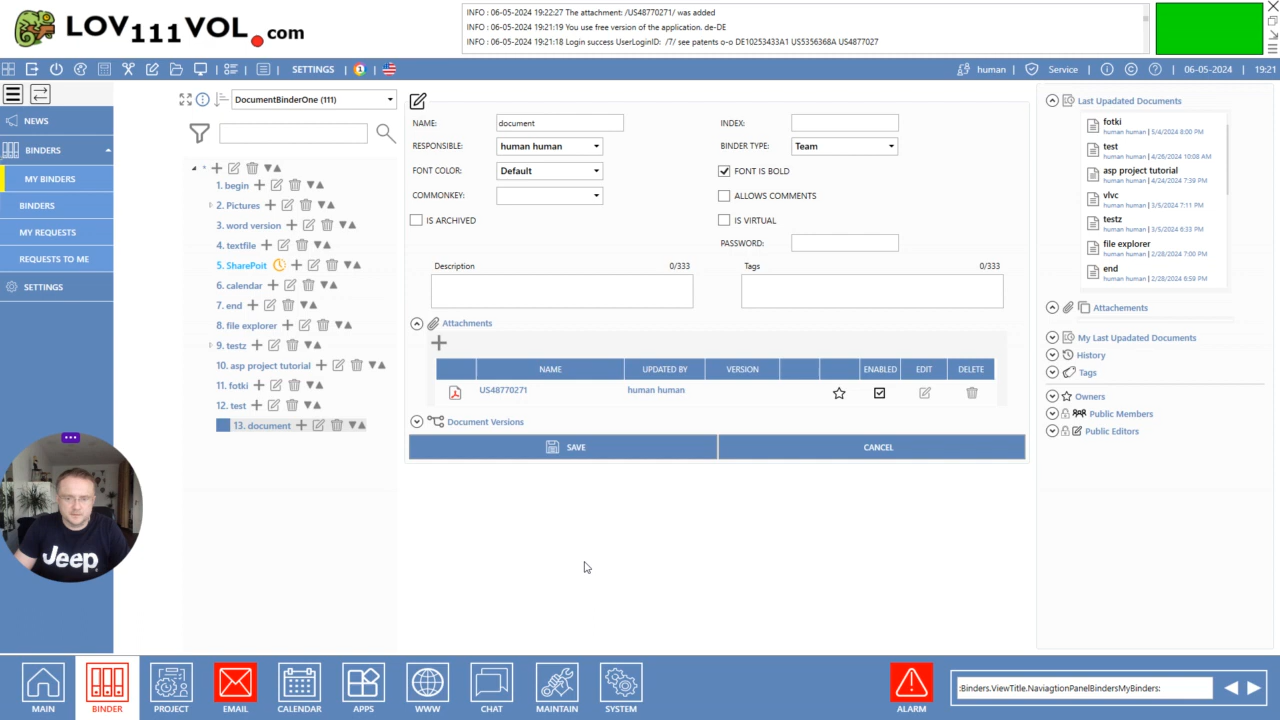 LOV111VOL.com
INFO : 06-05-2024 19:22:27 The attachment: /US48770271/ was added
INFO : 06-05-2024 19:21:19 You use free version of the application. de-DE
INFO : 06-05-2024 19:21:18 Login success UserLoginID: /7/ see patents o-o DE10253433A1 US5356368A US4877027
SETTINGS
1
human | Service
06-05-2024 | 19:21
NEWS
BINDERS
MY BINDERS
BINDERS
MY REQUESTS
REQUESTS TO ME
SETTINGS
DocumentBinderOne (111)
*
1. begin
2. Pictures
3. word version
4. textfile
5. SharePoit
6. calendar
7. end
8. file explorer
9. testz
10. asp project tutorial
11. fotki
12. test
13. document
NAME: document
INDEX:
RESPONSIBLE: human human
BINDER TYPE: Team
FONT COLOR: Default
FONT IS BOLD
COMMONKEY:
ALLOWS COMMENTS
IS ARCHIVED
IS VIRTUAL
PASSWORD:
Description 0/333
Tags 0/333
Attachments
NAME UPDATED BY VERSION ENABLED EDIT DELETE
US48770271 human human
Document Versions
SAVE
CANCEL
Last Upadated Documents
fotki
human human | 5/4/2024 8:00 PM
test
human human | 4/26/2024 10:08 AM
asp project tutorial
human human | 4/24/2024 7:39 PM
vlvc
human human | 3/5/2024 7:11 PM
testz
human human | 3/5/2024 6:33 PM
file explorer
human human | 2/28/2024 7:00 PM
end
human human | 2/28/2024 6:59 PM
Attachements
My Last Upadated Documents
History
Tags
Owners
Public Members
Public Editors
Jeep
MAIN
BINDER
PROJECT
EMAIL
CALENDAR
APPS
WWW
CHAT
MAINTAIN
SYSTEM
ALARM
:Binders.ViewTitle.NaviagtionPanelBindersMyBinders: